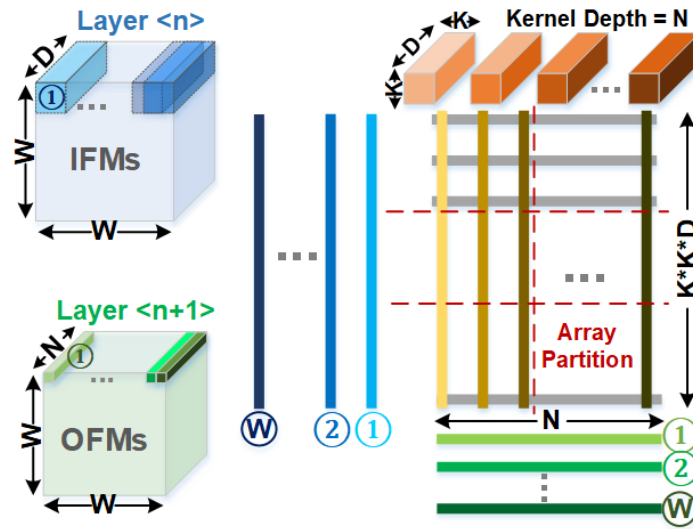 Layer <n>
D
①
W
IFMs
W
Layer <n+1>
N
①
W
OFMs
W
W
2
1
K
Kernel Depth = N
D
K
K*K*D
Array
Partition
N
1
2
W